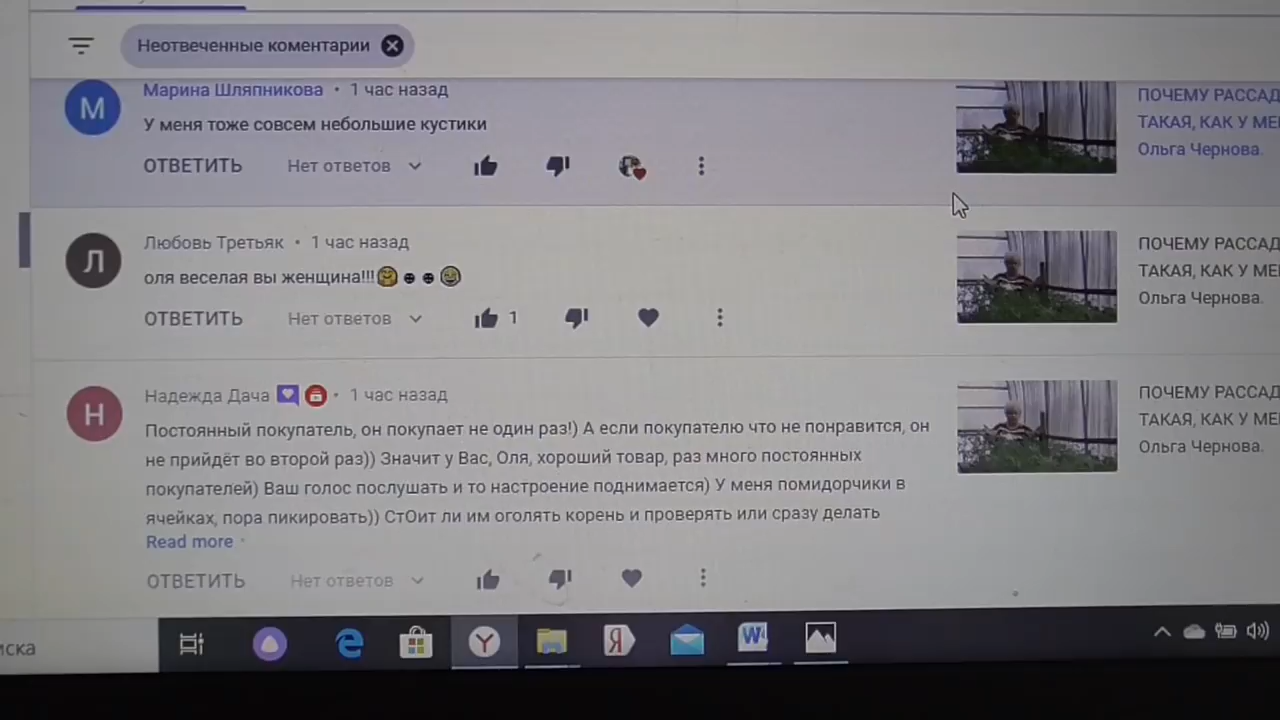 Неотвеченные коментарии
М
Марина Шляпникова • 1 час назад
У меня тоже совсем небольшие кустики
ОТВЕТИТЬ Нет ответов
ПОЧЕМУ РАССАД
ТАКАЯ, КАК У МЕ
Ольга Чернова.
Л
Любовь Третьяк • 1 час назад
оля веселая вы женщина!!!
ОТВЕТИТЬ Нет ответов 1
ПОЧЕМУ РАССАД
ТАКАЯ, КАК У МЕ
Ольга Чернова.
Н
Надежда Дача • 1 час назад
Постоянный покупатель, он покупает не один раз!) А если покупателю что не понравится, он
не прийдёт во второй раз)) Значит у Вас, Оля, хороший товар, раз много постоянных
покупателей) Ваш голос послушать и то настроение поднимается) У меня помидорчики в
ячейках, пора пикировать)) СтОит ли им оголять корень и проверять или сразу делать
Read more
ОТВЕТИТЬ Нет ответов
ПОЧЕМУ РАССАД
ТАКАЯ, КАК У МЕ
Ольга Чернова.
иска
Y
Я
W